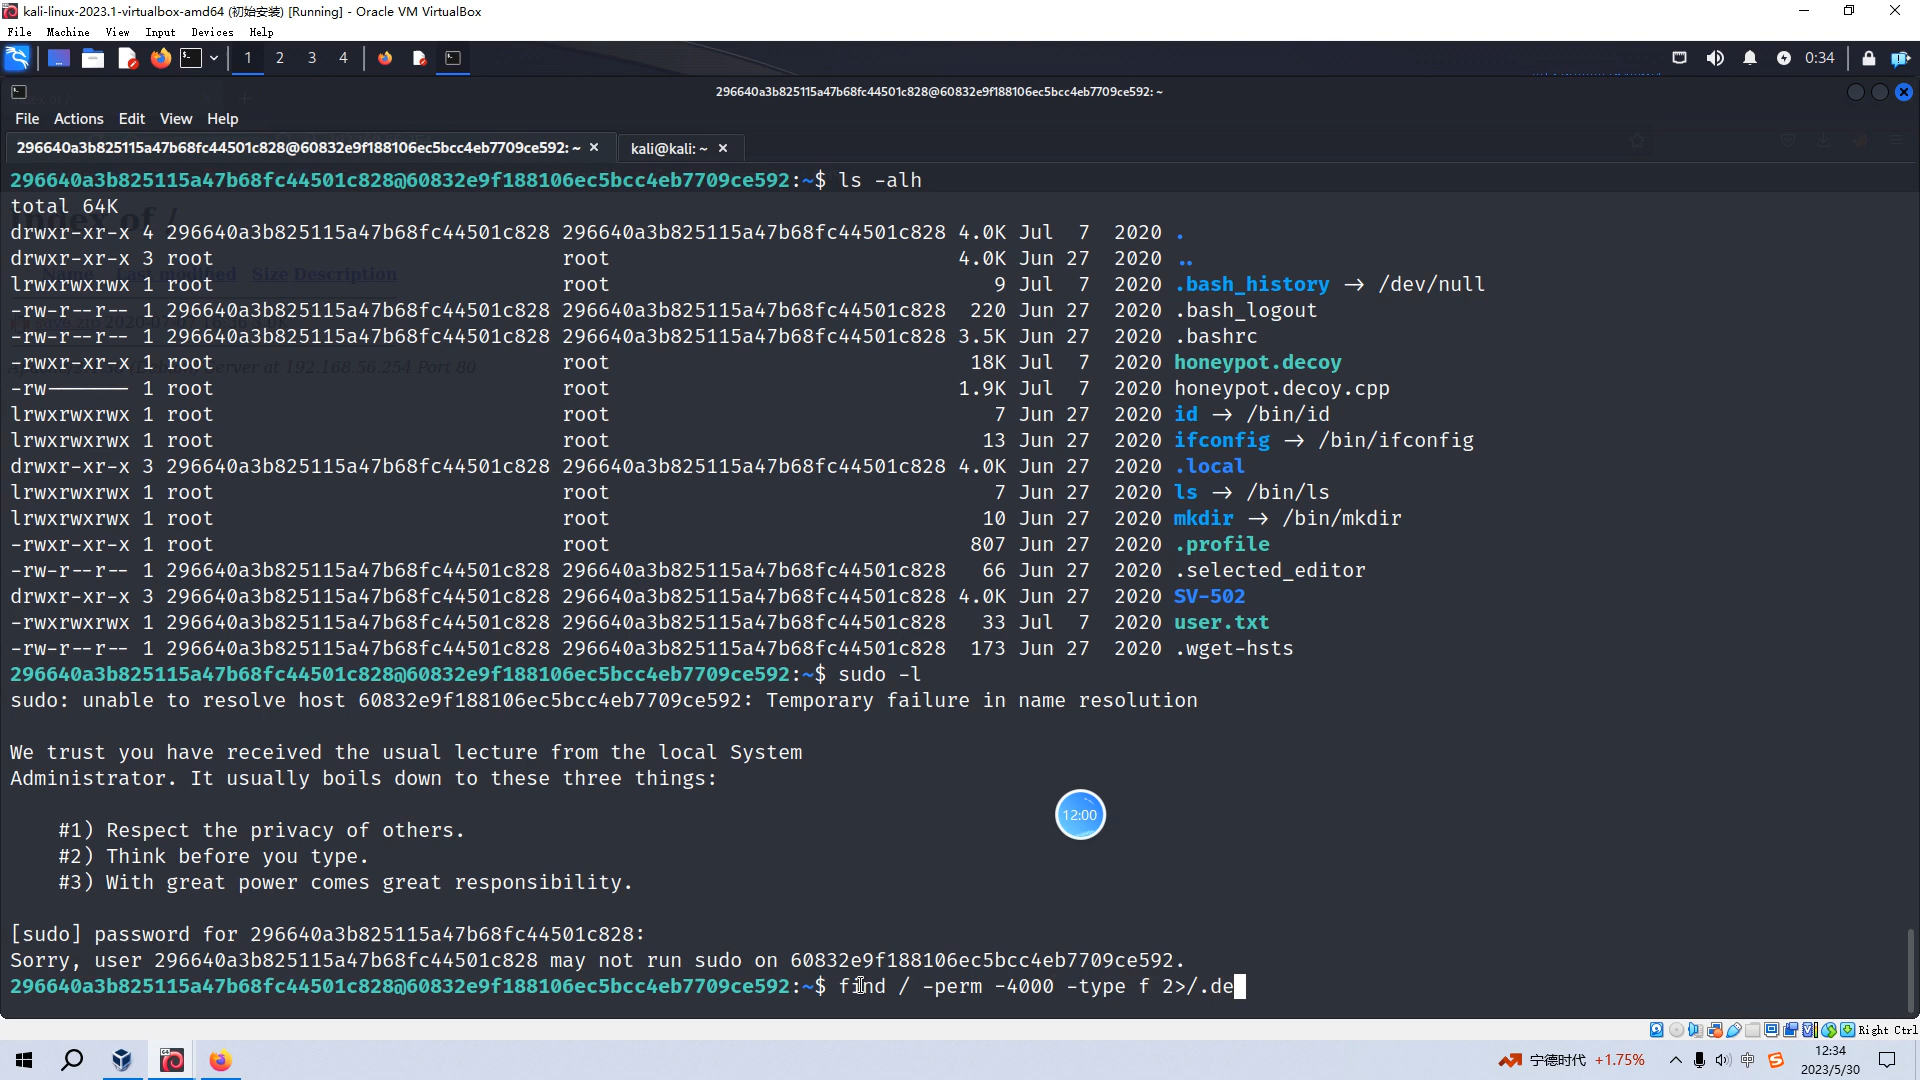 kali-linux-2023.1-virtualbox-amd64 (初始安装) [Running] - Oracle VM VirtualBox
File Machine View Input Devices Help
1 2 3 4 0:34
296640a3b825115a47b68fc44501c828@60832e9f188106ec5bcc4eb7709ce592: ~
File Actions Edit View Help
296640a3b825115a47b68fc44501c828@60832e9f188106ec5bcc4eb7709ce592: ~ × kali@kali: ~ ×
296640a3b825115a47b68fc44501c828@60832e9f188106ec5bcc4eb7709ce592:~$ ls -alh
total 64K
Index of /
drwxr-xr-x 4 296640a3b825115a47b68fc44501c828 296640a3b825115a47b68fc44501c828 4.0K Jul 7 2020 .
drwxr-xr-x 3 root root 4.0K Jun 27 2020 ..
Name Last modified Size Description
lrwxrwxrwx 1 root root 9 Jul 7 2020 .bash_history → /dev/null
-rw-r--r-- 1 296640a3b825115a47b68fc44501c828 296640a3b825115a47b68fc44501c828 220 Jun 27 2020 .bash_logout
-rw-r--r-- 1 296640a3b825115a47b68fc44501c828 296640a3b825115a47b68fc44501c828 3.5K Jun 27 2020 .bashrc
-rwxr-xr-x 1 root root 18K Jul 7 2020 honeypot.decoy
Server at 192.168.56.254 Port 80
-rw------- 1 root root 1.9K Jul 7 2020 honeypot.decoy.cpp
lrwxrwxrwx 1 root root 7 Jun 27 2020 id → /bin/id
lrwxrwxrwx 1 root root 13 Jun 27 2020 ifconfig → /bin/ifconfig
drwxr-xr-x 3 296640a3b825115a47b68fc44501c828 296640a3b825115a47b68fc44501c828 4.0K Jun 27 2020 .local
lrwxrwxrwx 1 root root 7 Jun 27 2020 ls → /bin/ls
lrwxrwxrwx 1 root root 10 Jun 27 2020 mkdir → /bin/mkdir
-rwxr-xr-x 1 root root 807 Jun 27 2020 .profile
-rw-r--r-- 1 296640a3b825115a47b68fc44501c828 296640a3b825115a47b68fc44501c828 66 Jun 27 2020 .selected_editor
drwxr-xr-x 3 296640a3b825115a47b68fc44501c828 296640a3b825115a47b68fc44501c828 4.0K Jun 27 2020 SV-502
-rwxrwxrwx 1 296640a3b825115a47b68fc44501c828 296640a3b825115a47b68fc44501c828 33 Jul 7 2020 user.txt
-rw-r--r-- 1 296640a3b825115a47b68fc44501c828 296640a3b825115a47b68fc44501c828 173 Jun 27 2020 .wget-hsts
296640a3b825115a47b68fc44501c828@60832e9f188106ec5bcc4eb7709ce592:~$ sudo -l
sudo: unable to resolve host 60832e9f188106ec5bcc4eb7709ce592: Temporary failure in name resolution
We trust you have received the usual lecture from the local System
Administrator. It usually boils down to these three things:
#1) Respect the privacy of others.
#2) Think before you type.
#3) With great power comes great responsibility.
12:00
[sudo] password for 296640a3b825115a47b68fc44501c828:
Sorry, user 296640a3b825115a47b68fc44501c828 may not run sudo on 60832e9f188106ec5bcc4eb7709ce592.
296640a3b825115a47b68fc44501c828@60832e9f188106ec5bcc4eb7709ce592:~$ find / -perm -4000 -type f 2>/.de
Right Ctrl
宁德时代 +1.75% 中 12:34
2023/5/30